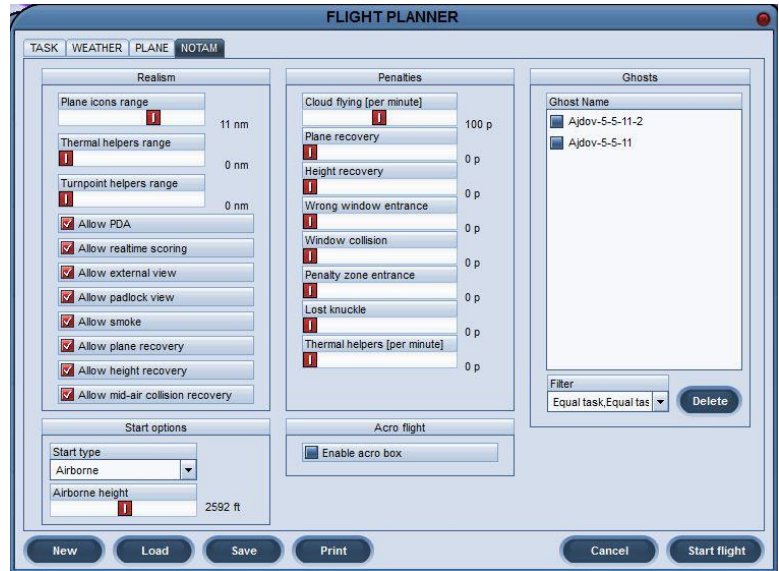 FLIGHT PLANNER
TASK WEATHER PLANE NOTAM
Realism
Plane icons range
11 nm
Thermal helpers range
0 nm
Turnpoint helpers range
0 nm
Allow PDA
Allow realtime scoring
Allow external view
Allow padlock view
Allow smoke
Allow plane recovery
Allow height recovery
Allow mid-air collision recovery
Start options
Start type
Airborne
Airborne height
2592 ft
Penalties
Cloud flying [per minute]
100 p
Plane recovery
0 p
Height recovery
0 p
Wrong window entrance
0 p
Window collision
0 p
Penalty zone entrance
0 p
Lost knuckle
0 p
Thermal helpers [per minute]
0 p
Acro flight
Enable acro box
Ghosts
Ghost Name
Ajdov-5-5-11-2
Ajdov-5-5-11
Filter
Equal task,Equal tas
Delete
New Load Save Print Cancel Start flight